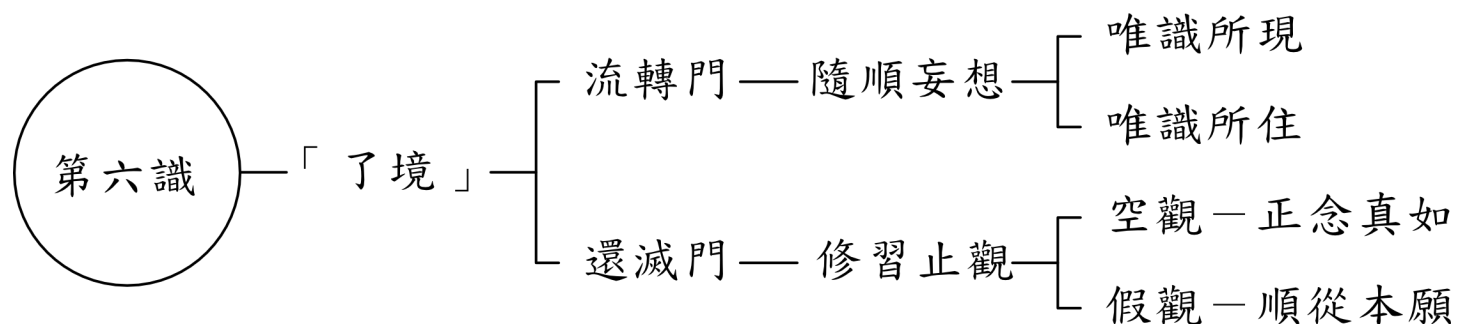 第六識
「了境」
流轉門
隨順妄想
唯識所現
唯識所住
還滅門
修習止觀
空觀－正念真如
假觀－順從本願